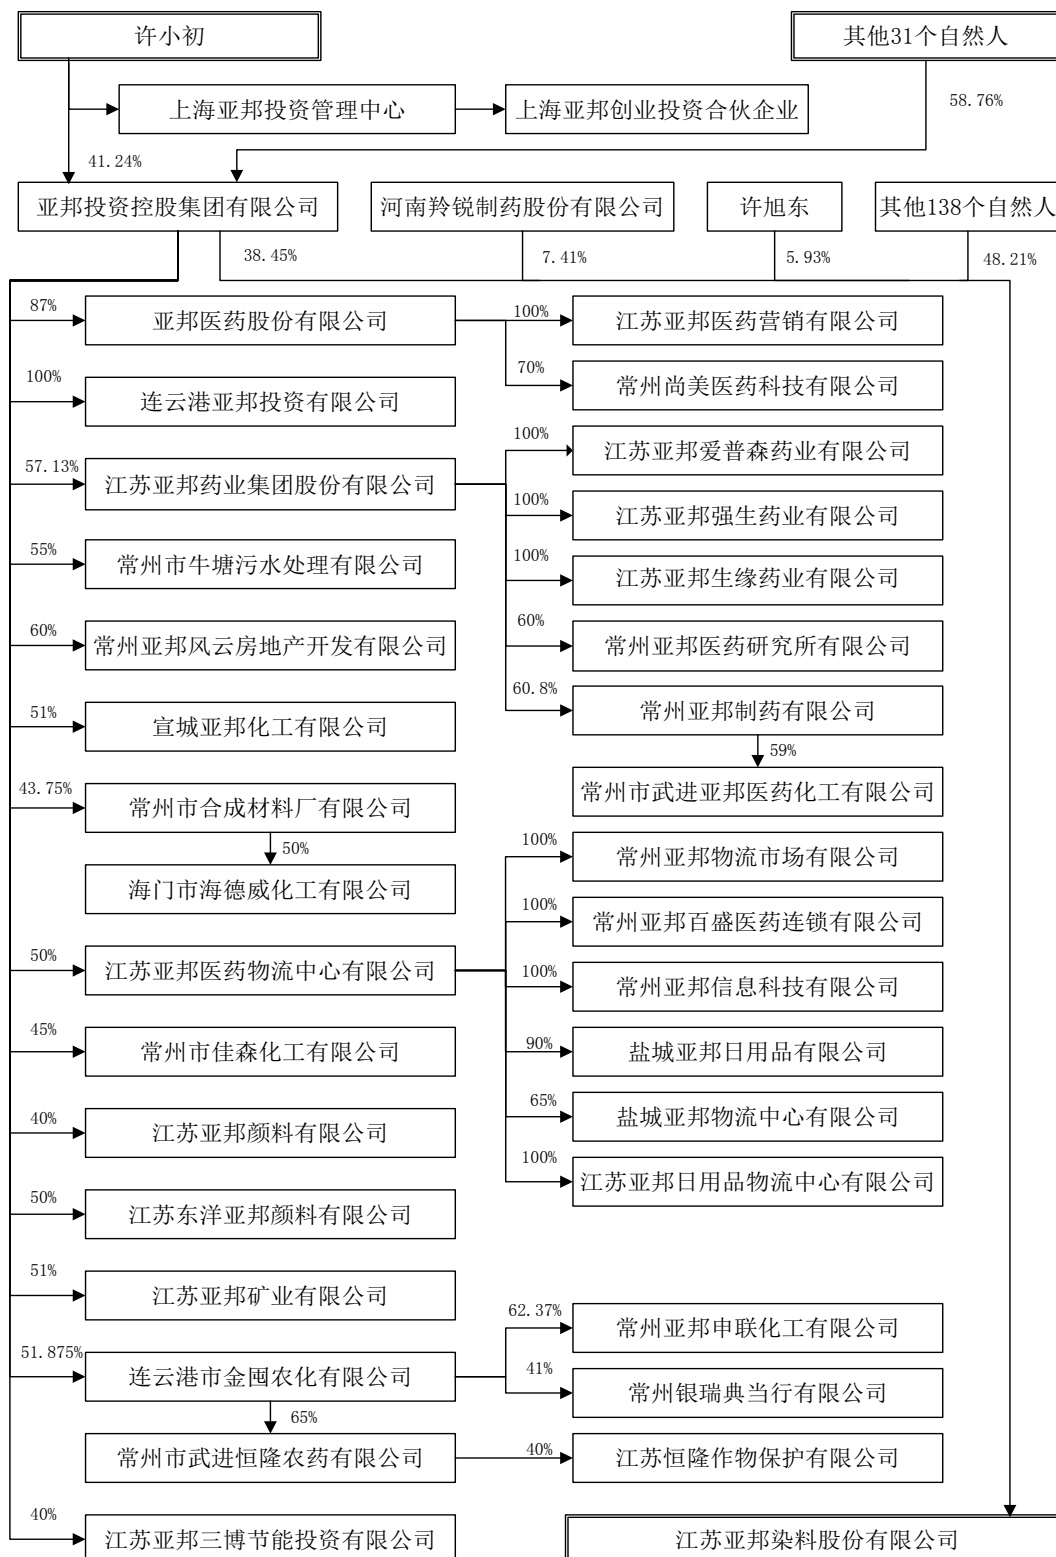 许小初
其他31个自然人
上海亚邦投资管理中心
上海亚邦创业投资合伙企业
58.76%
41.24%
亚邦投资控股集团有限公司
河南羚锐制药股份有限公司
许旭东
其他138个自然人
38.45%
7.41%
5.93%
48.21%
87%
亚邦医药股份有限公司
100%
江苏亚邦医药营销有限公司
70%
常州尚美医药科技有限公司
100%
连云港亚邦投资有限公司
100%
江苏亚邦爱普森药业有限公司
57.13%
江苏亚邦药业集团股份有限公司
100%
江苏亚邦强生药业有限公司
55%
常州市牛塘污水处理有限公司
100%
江苏亚邦生缘药业有限公司
60%
常州亚邦风云房地产开发有限公司
60%
常州亚邦医药研究所有限公司
51%
宣城亚邦化工有限公司
60.8%
常州亚邦制药有限公司
59%
常州市武进亚邦医药化工有限公司
43.75%
常州市合成材料厂有限公司
50%
海门市海德威化工有限公司
100%
常州亚邦物流市场有限公司
100%
常州亚邦百盛医药连锁有限公司
50%
江苏亚邦医药物流中心有限公司
100%
常州亚邦信息科技有限公司
45%
常州市佳森化工有限公司
90%
盐城亚邦日用品有限公司
40%
江苏亚邦颜料有限公司
65%
盐城亚邦物流中心有限公司
100%
江苏亚邦日用品物流中心有限公司
50%
江苏东洋亚邦颜料有限公司
51%
江苏亚邦矿业有限公司
62.37%
常州亚邦申联化工有限公司
51.875%
连云港市金囤农化有限公司
41%
常州银瑞典当行有限公司
65%
常州市武进恒隆农药有限公司
40%
江苏恒隆作物保护有限公司
40%
江苏亚邦三博节能投资有限公司
江苏亚邦染料股份有限公司